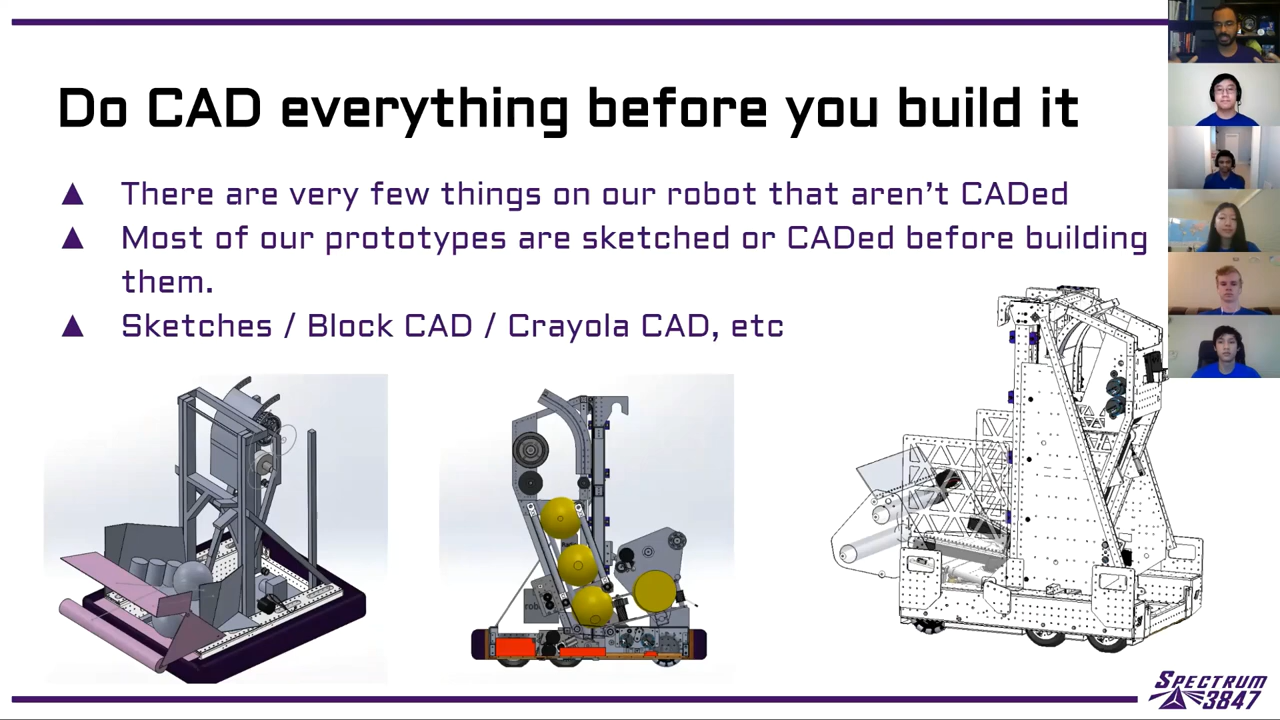 Do CAD everything before you build it
▲ There are very few things on our robot that aren't CADed
▲ Most of our prototypes are sketched or CADed before building
them.
▲ Sketches / Block CAD / Crayola CAD, etc
SPECTRUM
3847